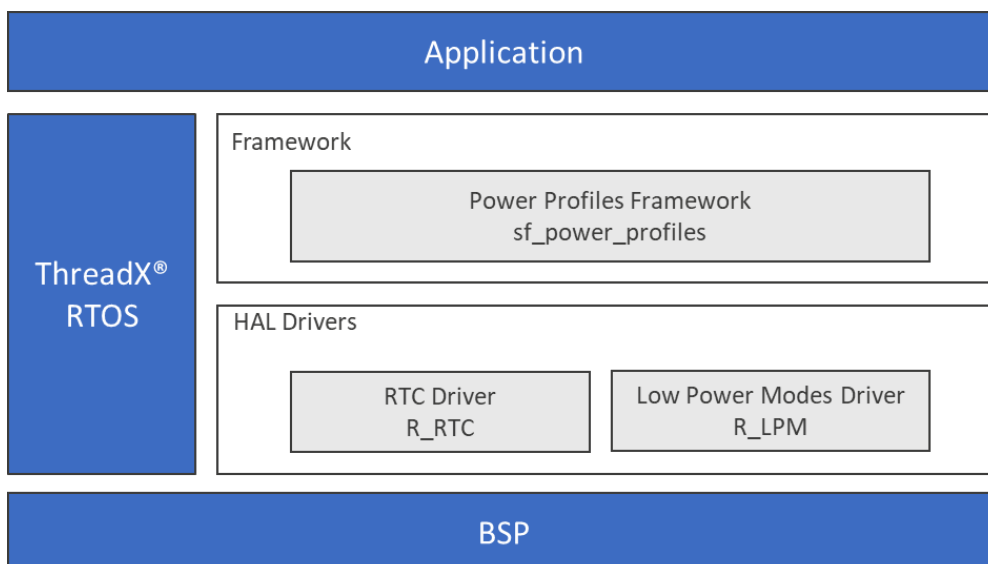 Application
ThreadX®
RTOS
Framework
Power Profiles Framework
sf_power_profiles
HAL Drivers
RTC Driver
R_RTC
Low Power Modes Driver
R_LPM
BSP